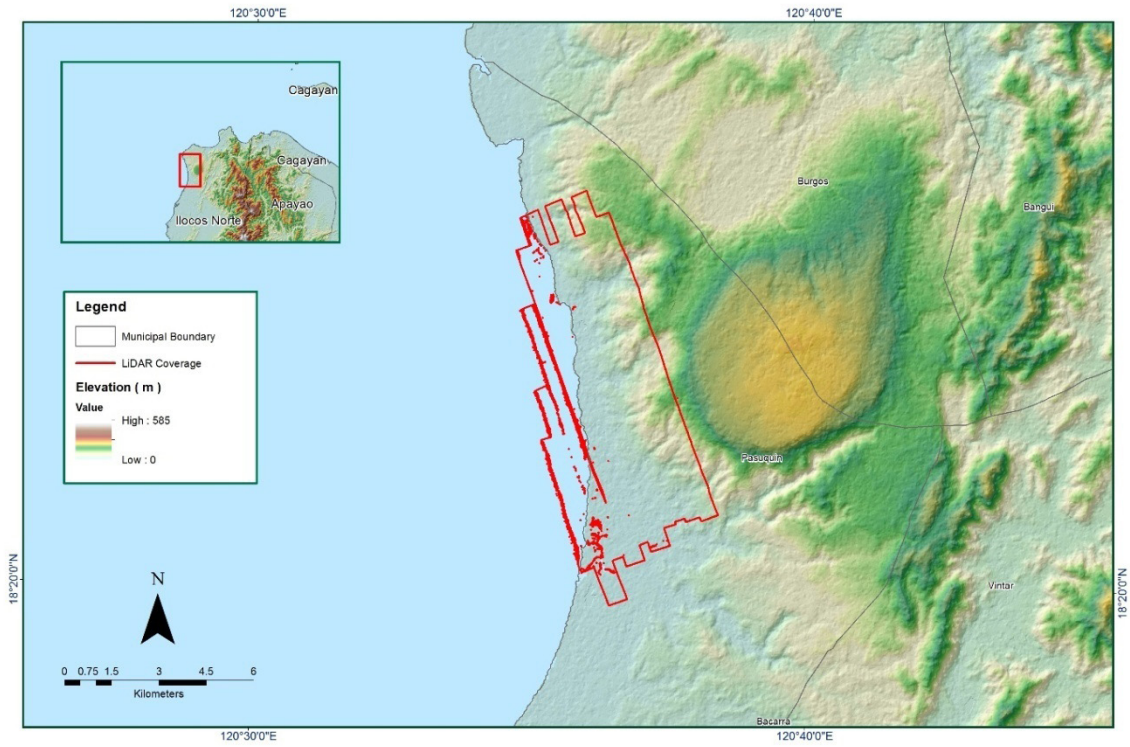 120°30'0"E
120°40'0"E
Cagayan
Cagayan
Apayao
Ilocos Norte
Burgos
Bangui
Legend
Municipal Boundary
LiDAR Coverage
Elevation ( m )
Value
High : 585
Low : 0
Pasuquin
18°20'0"N
18°20'0"N
N
Vintar
0 0.75 1.5 3 4.5 6
Kilometers
Bacarra
120°30'0"E
120°40'0"E